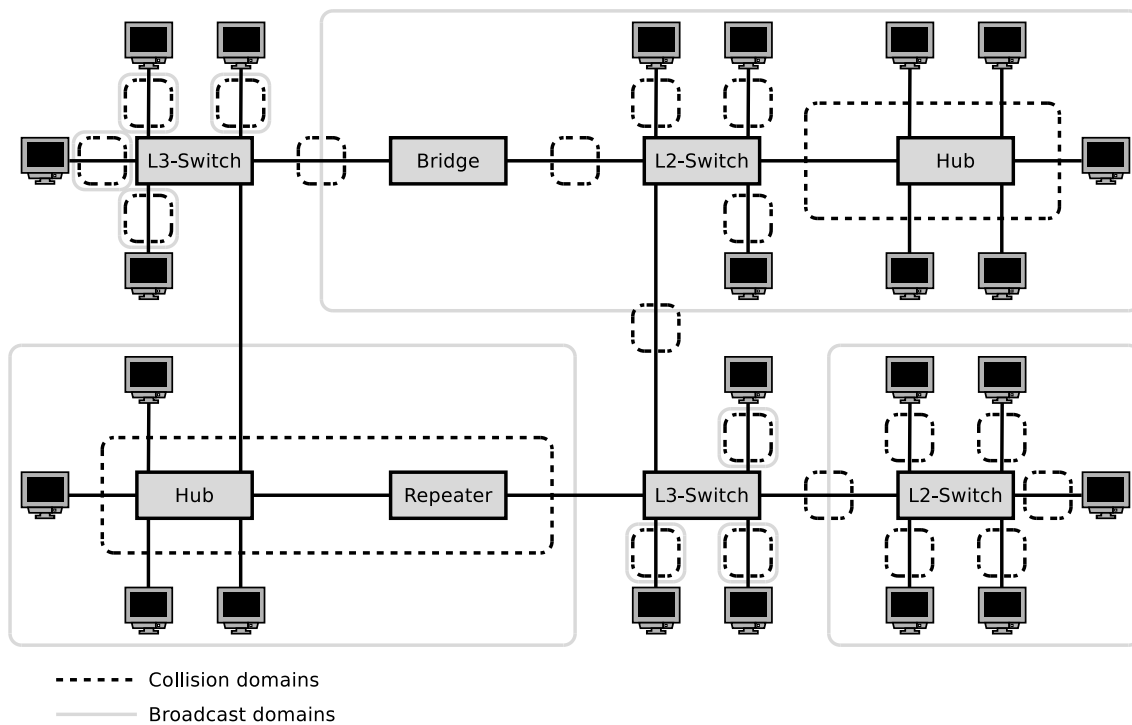 L3-Switch
Bridge
L2-Switch
Hub
Hub
Repeater
L3-Switch
L2-Switch
Collision domains
Broadcast domains